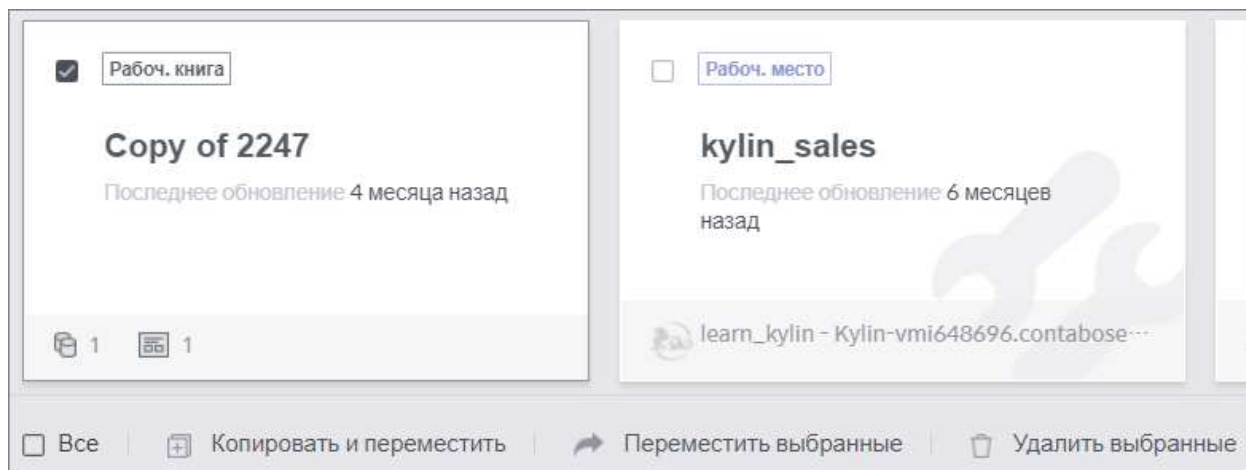 Рабоч. книга
Copy of 2247
Последнее обновление 4 месяца назад
1 1
Рабоч. место
kylin_sales
Последнее обновление 6 месяцев
назад
learn_kylin - Kylin-vmi648696.contabose···
Все Копировать и переместить Переместить выбранные Удалить выбранные